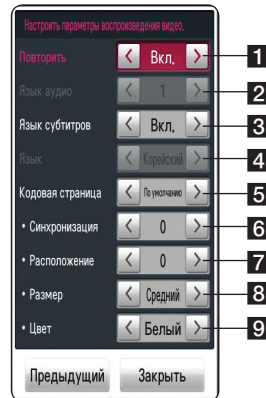 Настроить параметры воспроизведения видео.
Повторить Вкл. 1
Язык аудио 1 2
Язык субтитров Вкл. 3
Язык Корейский 4
Кодовая страница По умолчанию 5
• Синхронизация 0 6
• Расположение 0 7
• Размер Средний 8
• Цвет Белый 9
Предыдущий Закрыть